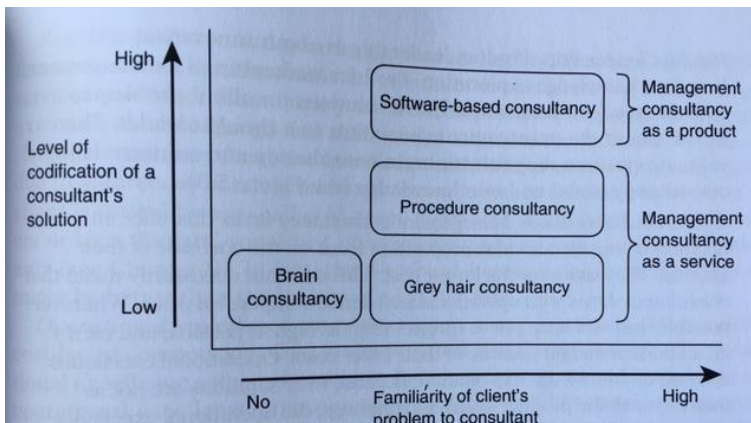 High
Software-based consultancy
Management
consultancy
as a product
Level of
codification of a
consultant's
solution
Procedure consultancy
Management
consultancy
as a service
Brain
consultancy
Grey hair consultancy
Low
No
Familiarity of client's
problem to consultant
High